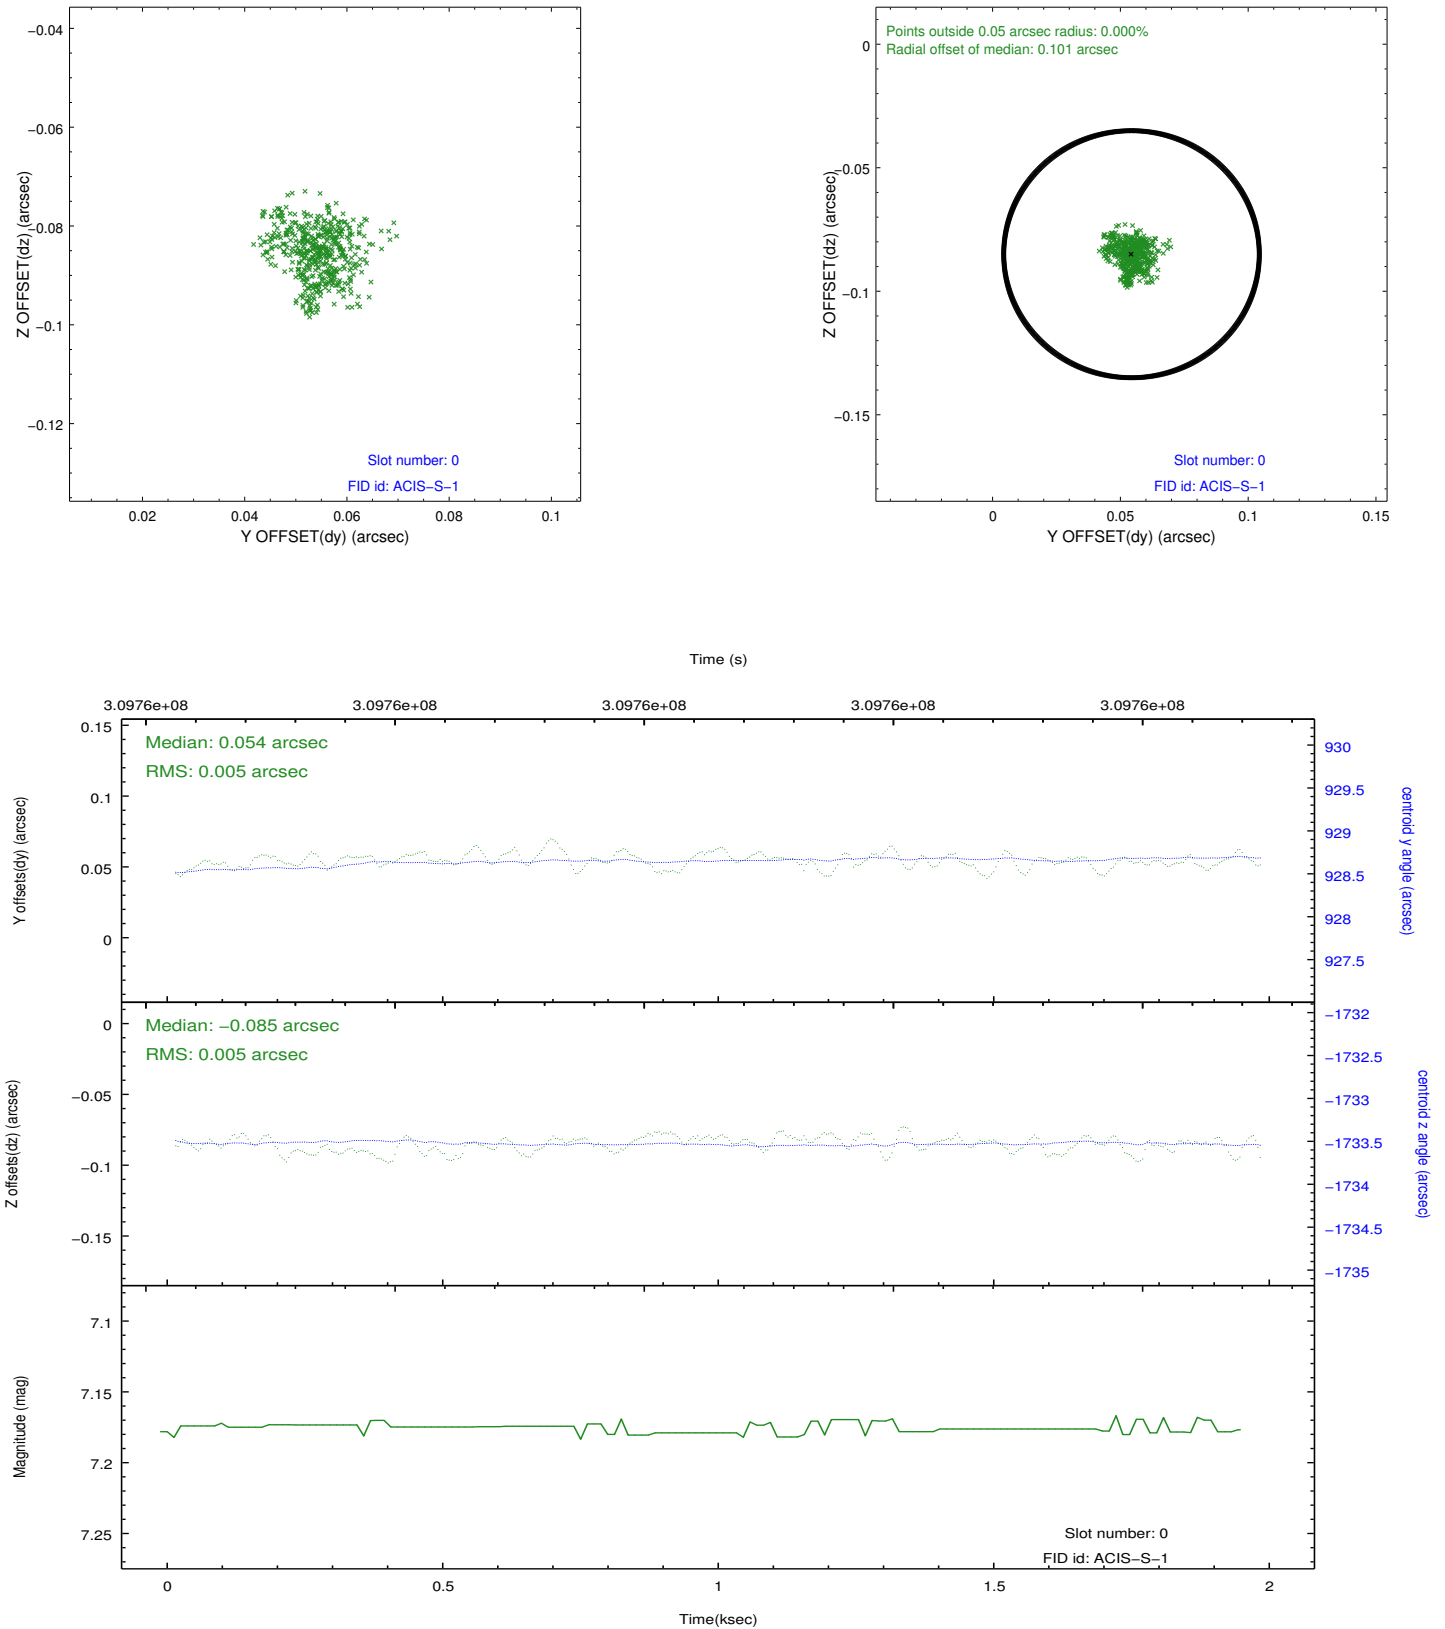 −0.04
−0.06
−0.08
−0.1
−0.12
Z OFFSET(dz) (arcsec)
Slot number: 0
FID id: ACIS−S−1
0.02 0.04 0.06 0.08 0.1
Y OFFSET(dy) (arcsec)
Points outside 0.05 arcsec radius: 0.000%
Radial offset of median: 0.101 arcsec
0
−0.05
−0.1
−0.15
Z OFFSET(dz) (arcsec)
Slot number: 0
FID id: ACIS−S−1
0 0.05 0.1 0.15
Y OFFSET(dy) (arcsec)
Time (s)
3.0976e+08 3.0976e+08 3.0976e+08 3.0976e+08 3.0976e+08
Median: 0.054 arcsec
RMS: 0.005 arcsec
0.15
0.1
0.05
0
Y offsets(dy) (arcsec)
930
929.5
929
928.5
928
927.5
centroid y angle (arcsec)
Median: −0.085 arcsec
RMS: 0.005 arcsec
0
−0.05
−0.1
−0.15
Z offsets(dz) (arcsec)
−1732
−1732.5
−1733
−1733.5
−1734
−1734.5
−1735
centroid z angle (arcsec)
7.1
7.15
7.2
7.25
Magnitude (mag)
Slot number: 0
FID id: ACIS−S−1
0 0.5 1 1.5 2
Time(ksec)